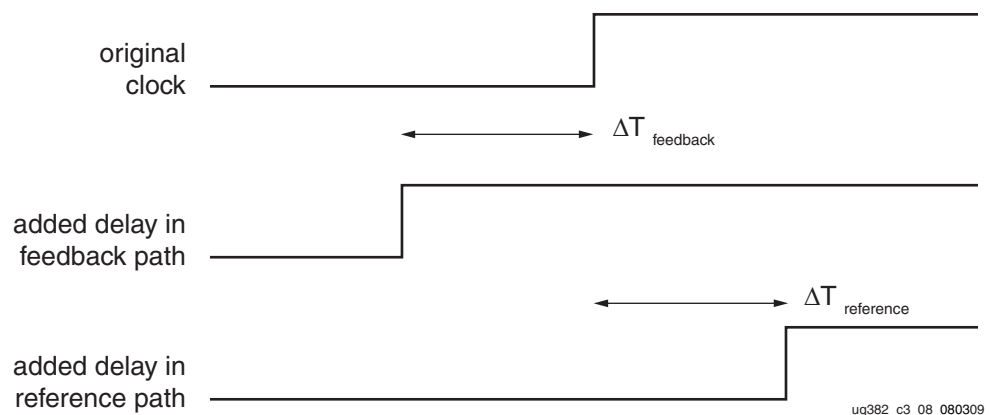 original
clock
ΔT feedback
added delay in
feedback path
ΔT reference
added delay in
reference path
ug382_c3_08_080309